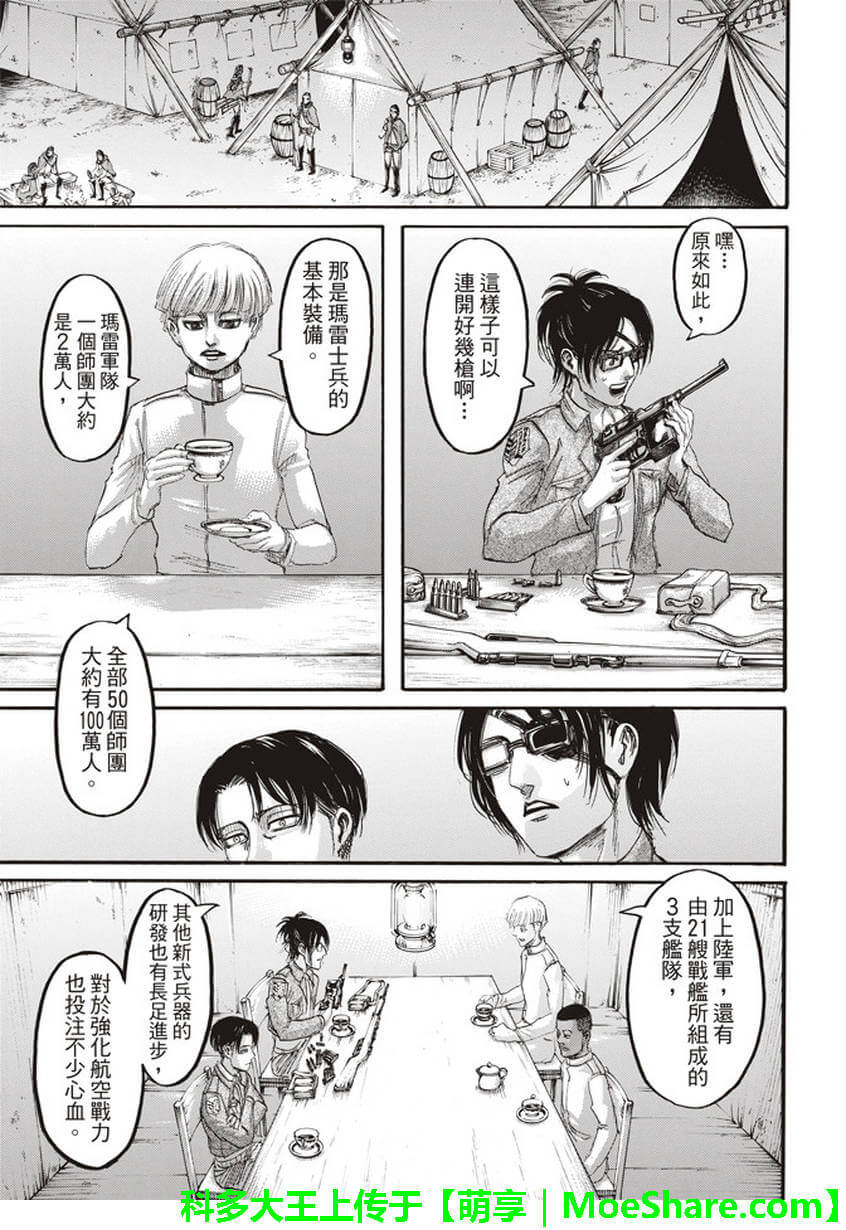 嘿…
原來如此，
這樣子可以
連開好幾槍啊…
那是瑪雷士兵的
基本裝備。
瑪雷軍隊
一個師團大約
是2萬人，
全部50個師團
大約有100萬人。
加上陸軍，還有
由21艘戰艦所組成的
3支艦隊，
其他新式兵器的
研發也有長足進步，
對於強化航空戰力
也投注不少心血。
科多大王上传于【萌享|MoeShare.com】